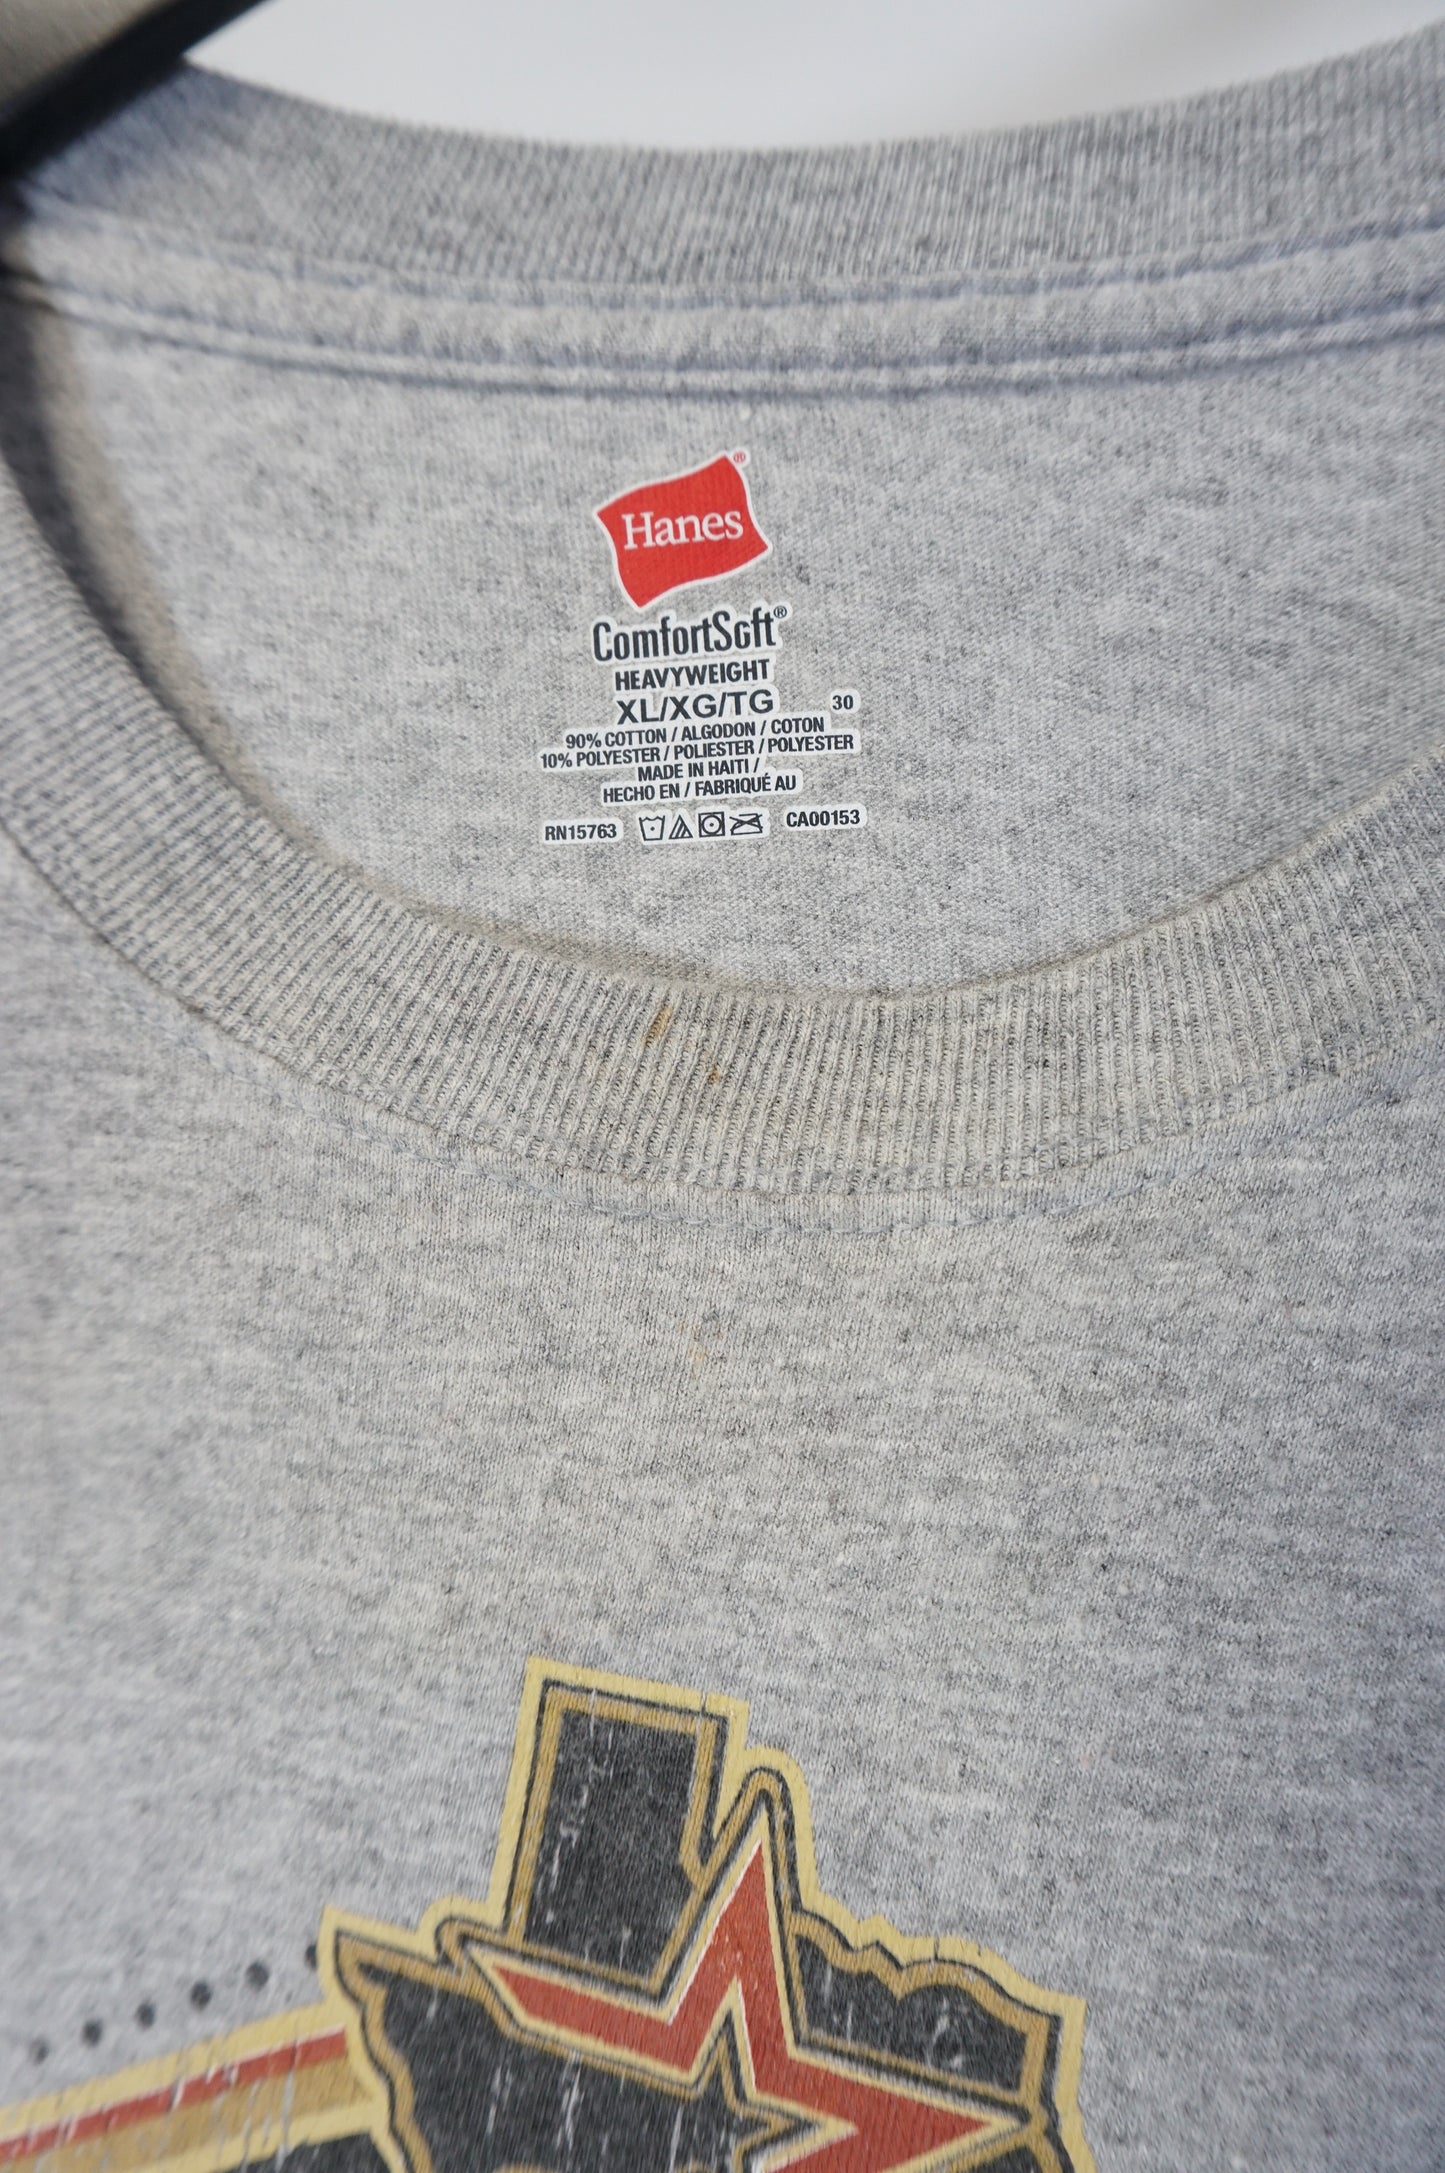 Hanes®
ComfortSoft®
HEAVYWEIGHT
XL/XG/TG 30
90% COTTON / ALGODON / COTON
10% POLYESTER / POLIESTER / POLYESTER
MADE IN HAITI /
HECHO EN / FABRIQUÉ AU
RN15763 CA00153